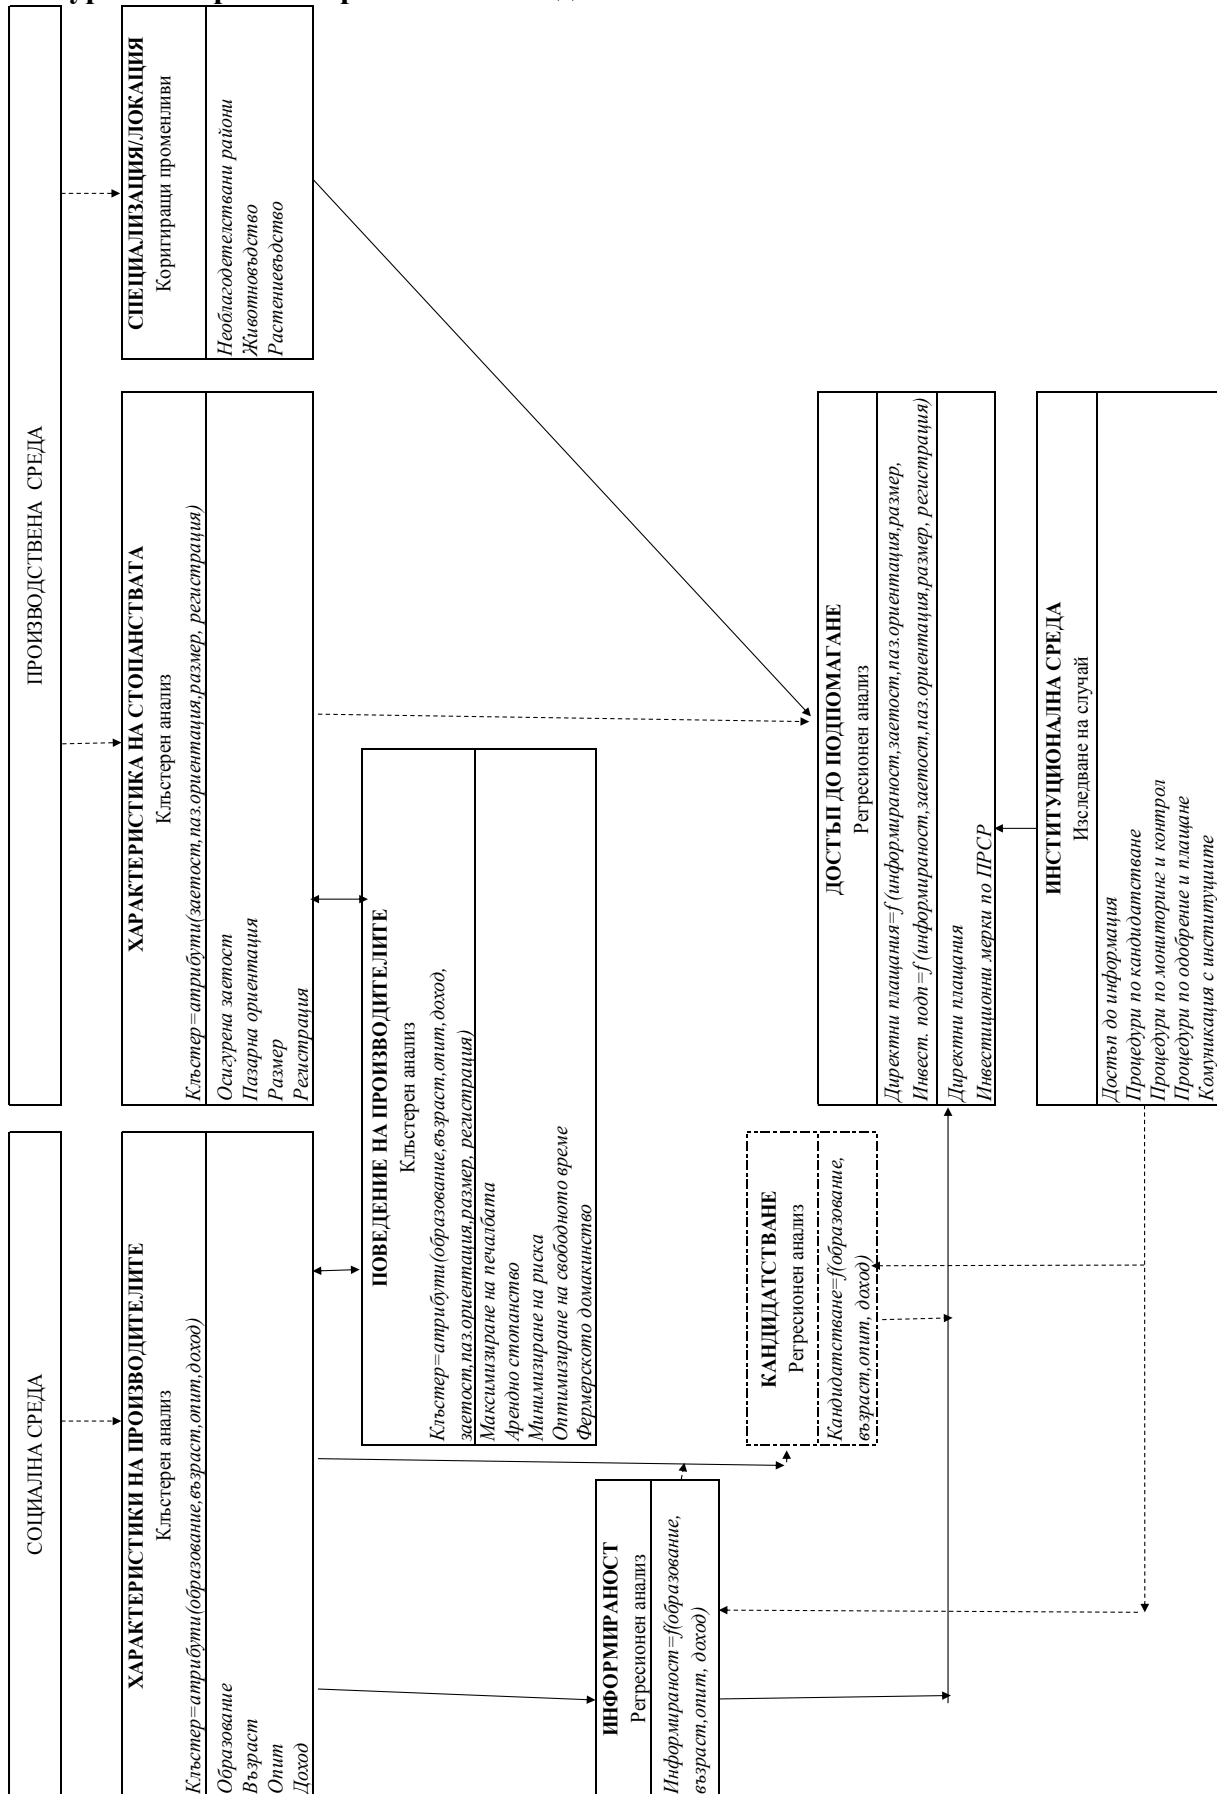 СОЦИАЛНА СРЕДА
ПРОИЗВОДСТВЕНА СРЕДА
ХАРАКТЕРИСТИКИ НА ПРОИЗВОДИТЕЛИТЕ
Клъстерен анализ
Клъстер=атрибути(образование,възраст,опит,доход)
Образование
Възраст
Опит
Доход
ХАРАКТЕРИСТИКА НА СТОПАНСТВАТА
Клъстерен анализ
Клъстер=атрибути(заетост,паз.ориентация,размер, регистрация)
Осигурена заетост
Пазарна ориентация
Размер
Регистрация
СПЕЦИАЛИЗАЦИЯ/ЛОКАЦИЯ
Коригиращи променливи
Необлагодетелствани райони
Животновъдство
Растениевъдство
ПОВЕДЕНИЕ НА ПРОИЗВОДИТЕЛИТЕ
Клъстерен анализ
Клъстер=атрибути(образование,възраст,опит,доход,
заетост,паз.ориентация,размер, регистрация)
Максимизиране на печалбата
Арендно стопанство
Минимизиране на риска
Оптимизиране на свободното време
Фермерското домакинство
ИНФОРМИРАНОСТ
Регресионен анализ
Информираност=f(образование,
възраст,опит, доход)
КАНДИДАТСТВАНЕ
Регресионен анализ
Кандидатстване=f(образование,
възраст,опит, доход)
ДОСТЪП ДО ПОДПОМАГАНЕ
Регресионен анализ
Директни плащания=f (информираност,заетост,паз.ориентация,размер,
Инвест. подп=f (информираност,заетост,паз.ориентация,размер, регистрация)
Директни плащания
Инвестиционни мерки по ПРСР
ИНСТИТУЦИОНАЛНА СРЕДА
Изследване на случай
Достъп до информация
Процедури по кандидатстване
Процедури по мониторинг и контрол
Процедури по одобрение и плащане
Комуникация с институциите